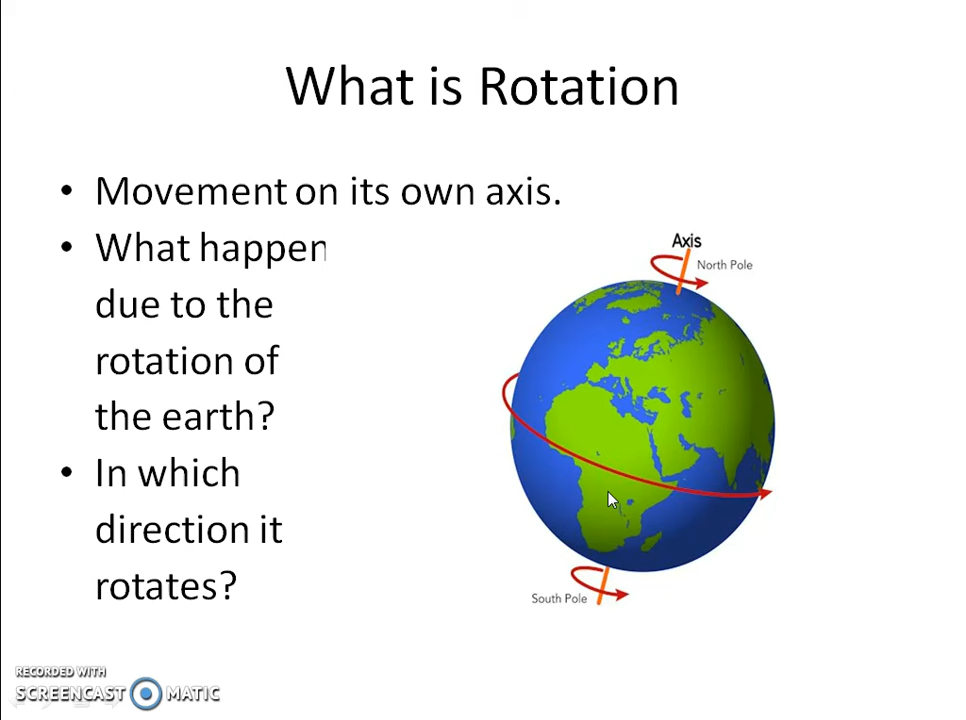 What is Rotation
• Movement on its own axis.
• What happen
due to the
rotation of
the earth?
• In which
direction it
rotates?
Axis
North Pole
South Pole
RECORDED WITH
SCREENCAST MATIC